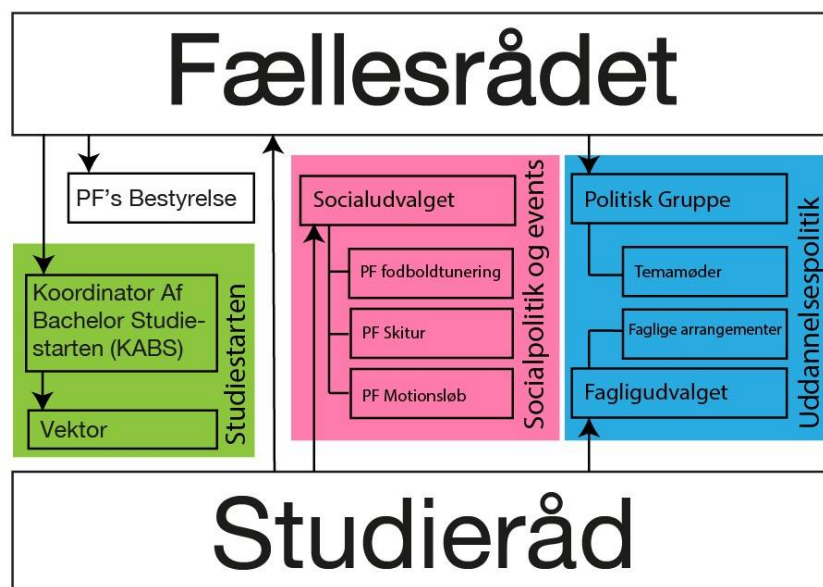 Fællesrådet
PF's Bestyrelse
Koordinator Af
Bachelor Studie-
starten (KABS)
Vektor
Studiestarten
Socialudvalget
PF fodboldtunering
PF Skitur
PF Motionsløb
Socialpolitik og events
Politisk Gruppe
Temamøder
Faglige arrangementer
Fagligudvalget
Uddannelsespolitik
Studieråd